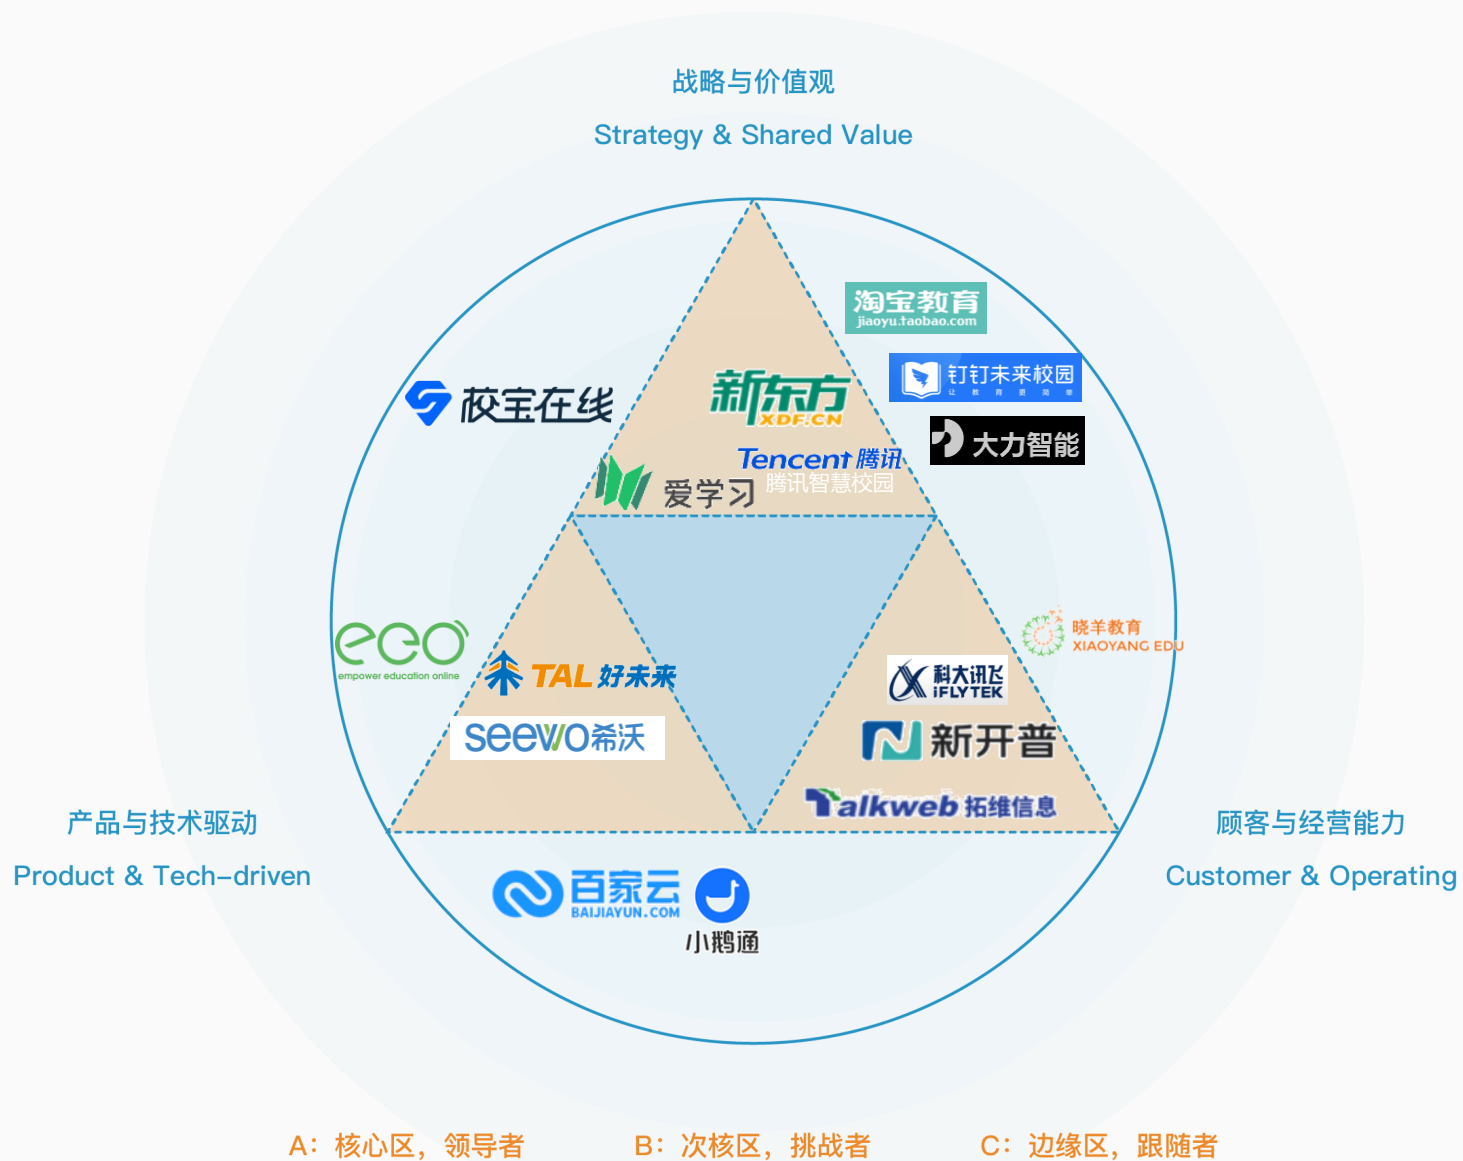 战略与价值观
Strategy & Shared Value
淘宝教育
jiaoyu.taobao.com
钉钉未来校园
让教育更简单
校宝在线
新东方
XDF.CN
大力智能
Tencent 腾讯
腾讯智慧校园
爱学习
eeo
empower education online
晓羊教育
XIAOYANG EDU
TAL 好未来
科大讯飞
iFLYTEK
seewo希沃
新开普
Talkweb 拓维信息
产品与技术驱动
Product & Tech-driven
顾客与经营能力
Customer & Operating
百家云
BAIJIAYUN.COM
小鹅通
A：核心区，领导者
B：次核区，挑战者
C：边缘区，跟随者